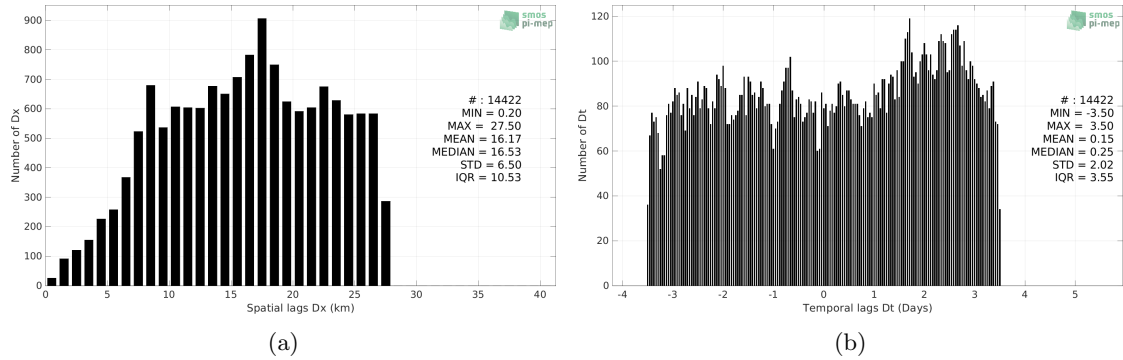 smos
pi-mep
Number of Dx
900
800
700
600
500
400
300
200
100
0
0 5 10 15 20 25 30 35 40
Spatial lags Dx (km)
# : 14422
MIN = 0.20
MAX = 27.50
MEAN = 16.17
MEDIAN = 16.53
STD = 6.50
IQR = 10.53
(a)
smos
pi-mep
Number of Dt
120
100
80
60
40
20
0
-4 -3 -2 -1 0 1 2 3 4 5
Temporal lags Dt (Days)
# : 14422
MIN = -3.50
MAX = 3.50
MEAN = 0.15
MEDIAN = 0.25
STD = 2.02
IQR = 3.55
(b)